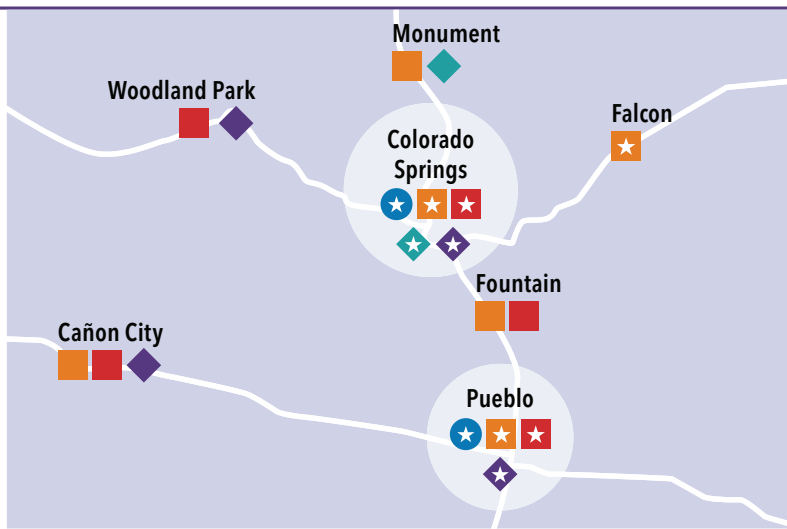 Monument
Woodland Park
Falcon
Colorado
Springs
Fountain
Cañon City
Pueblo